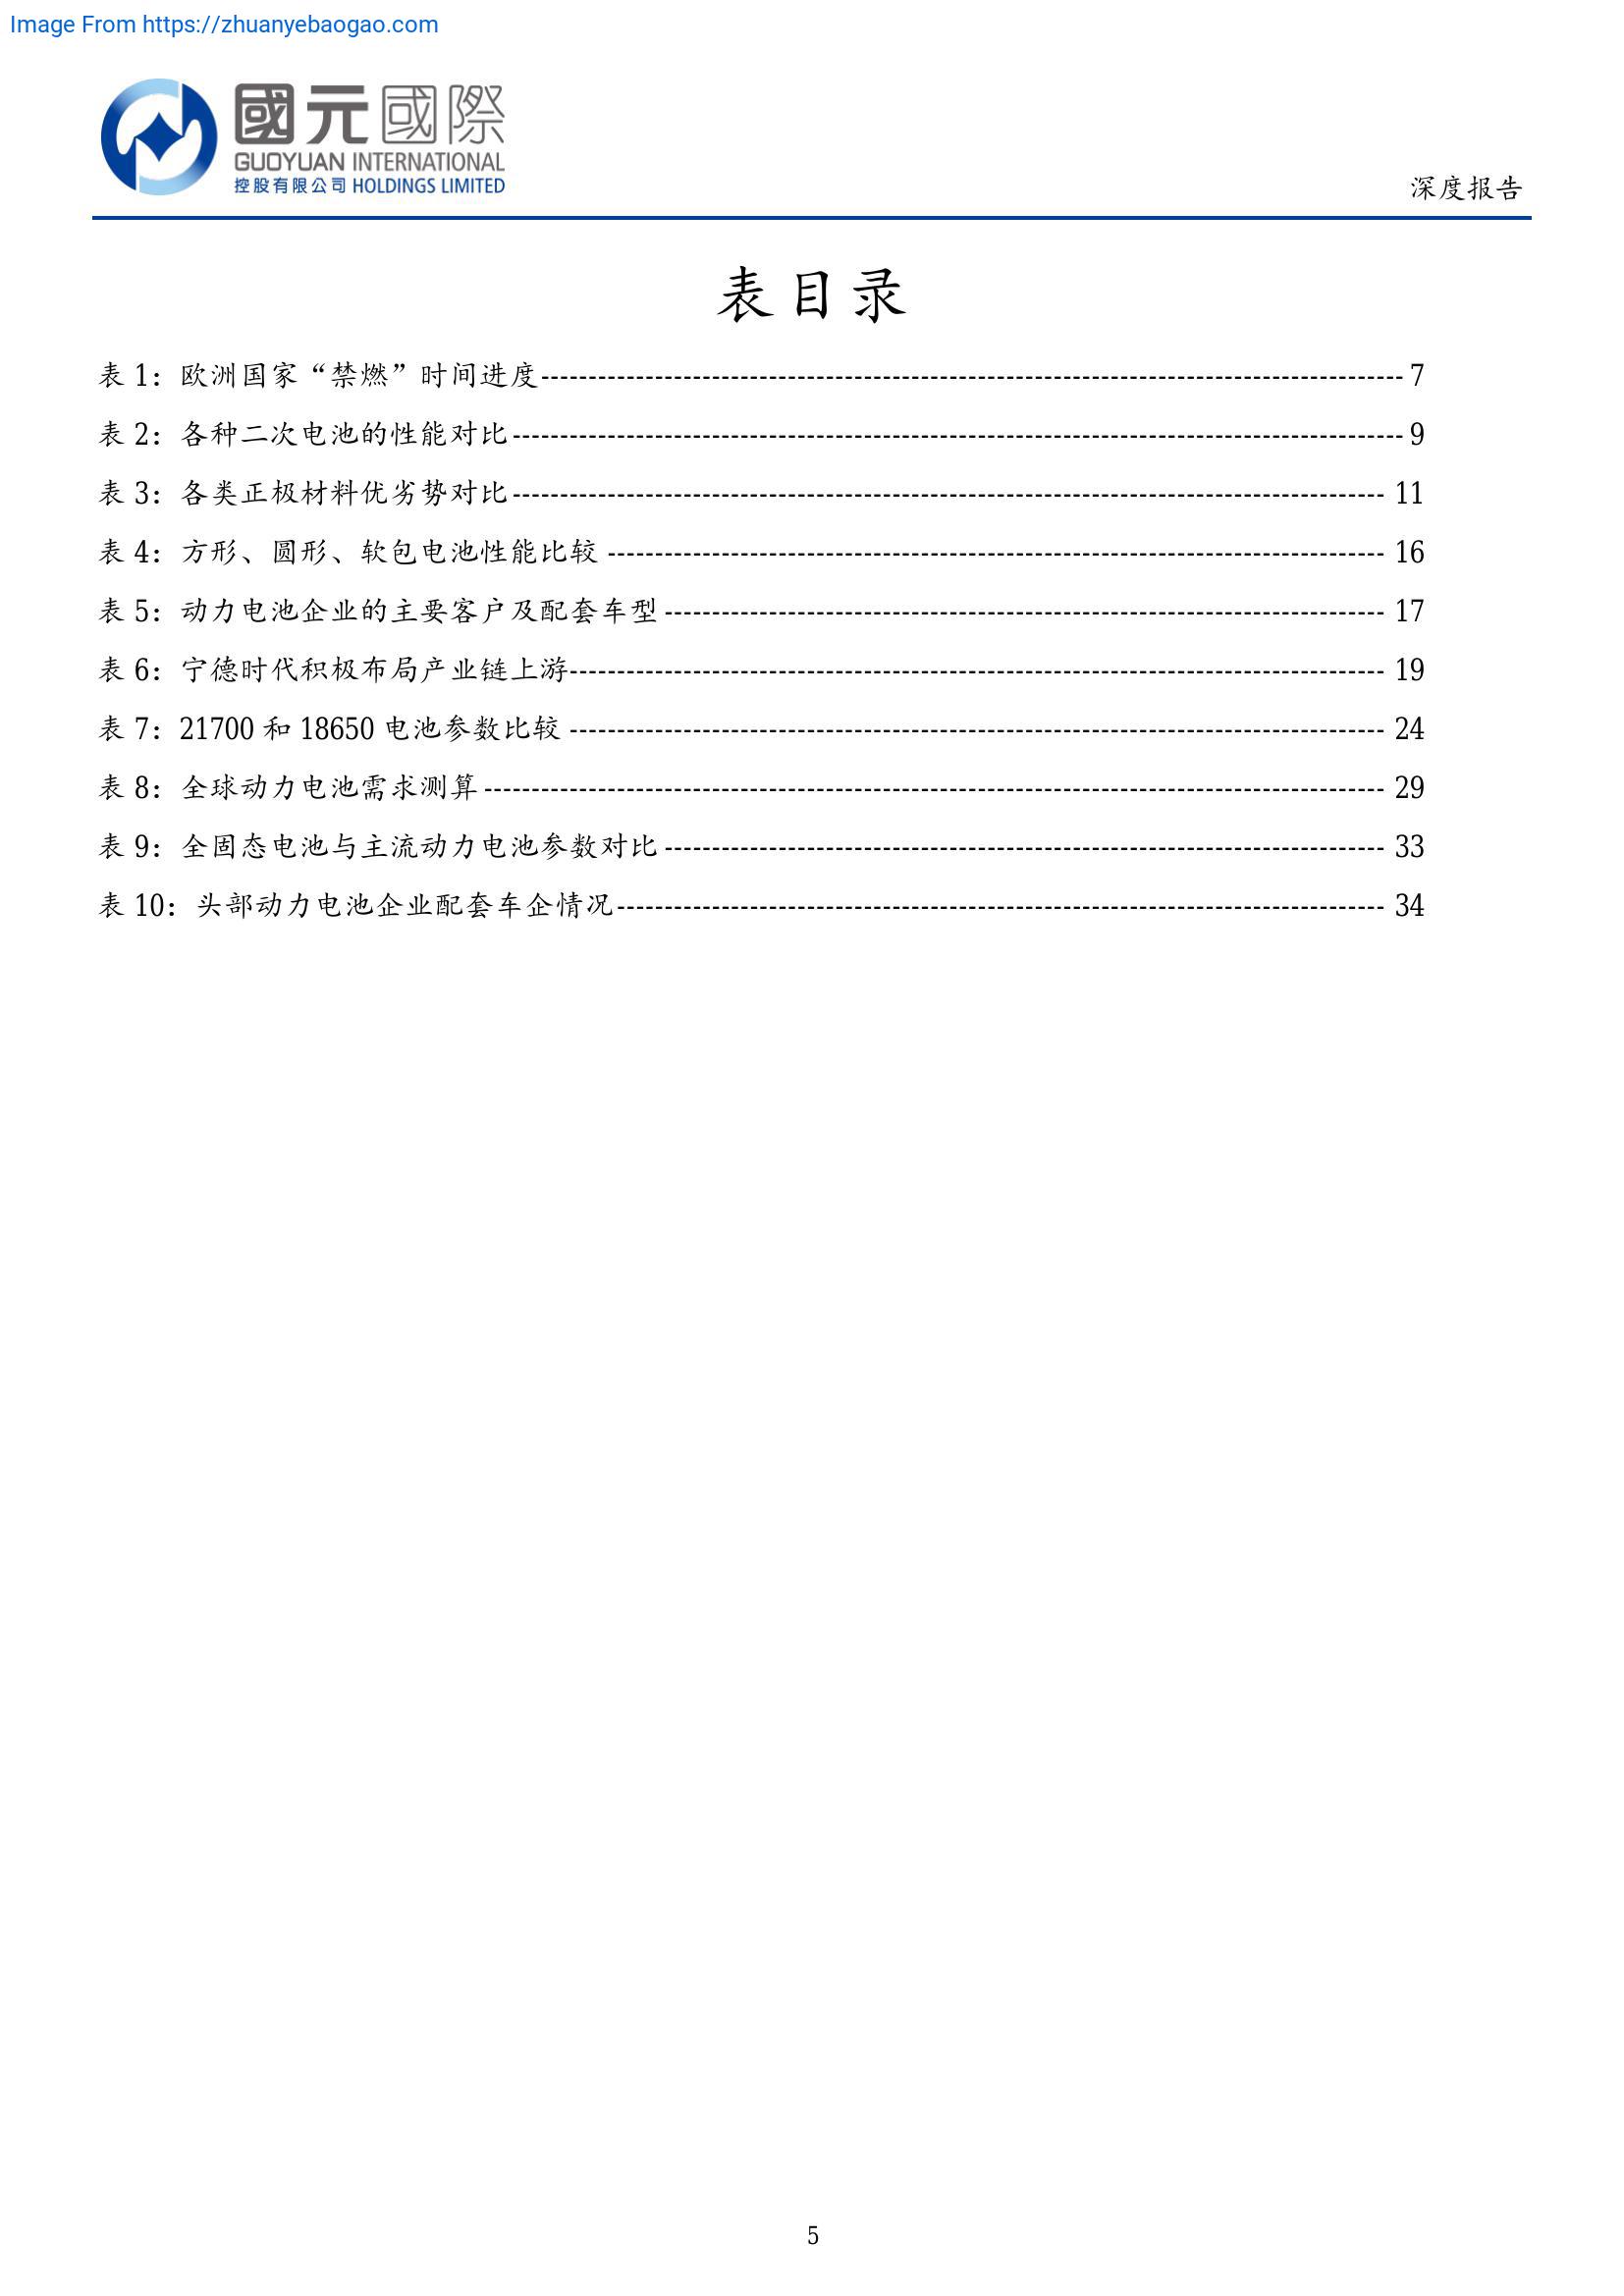 Image From https://zhuanyebaogao.com
國元國際
GUOYUAN INTERNATIONAL
控股有限公司 HOLDINGS LIMITED
深度报告
表目录
表 1：欧洲国家“禁燃”时间进度------------------------------------------------------------------------------------------- 7
表 2：各种二次电池的性能对比---------------------------------------------------------------------------------------------- 9
表 3：各类正极材料优劣势对比-------------------------------------------------------------------------------------------- 11
表 4：方形、圆形、软包电池性能比较 ---------------------------------------------------------------------------------- 16
表 5：动力电池企业的主要客户及配套车型 ---------------------------------------------------------------------------- 17
表 6：宁德时代积极布局产业链上游-------------------------------------------------------------------------------------- 19
表 7：21700 和 18650 电池参数比较 -------------------------------------------------------------------------------------- 24
表 8：全球动力电池需求测算 ----------------------------------------------------------------------------------------------- 29
表 9：全固态电池与主流动力电池参数对比 ---------------------------------------------------------------------------- 33
表 10：头部动力电池企业配套车企情况--------------------------------------------------------------------------------- 34
5